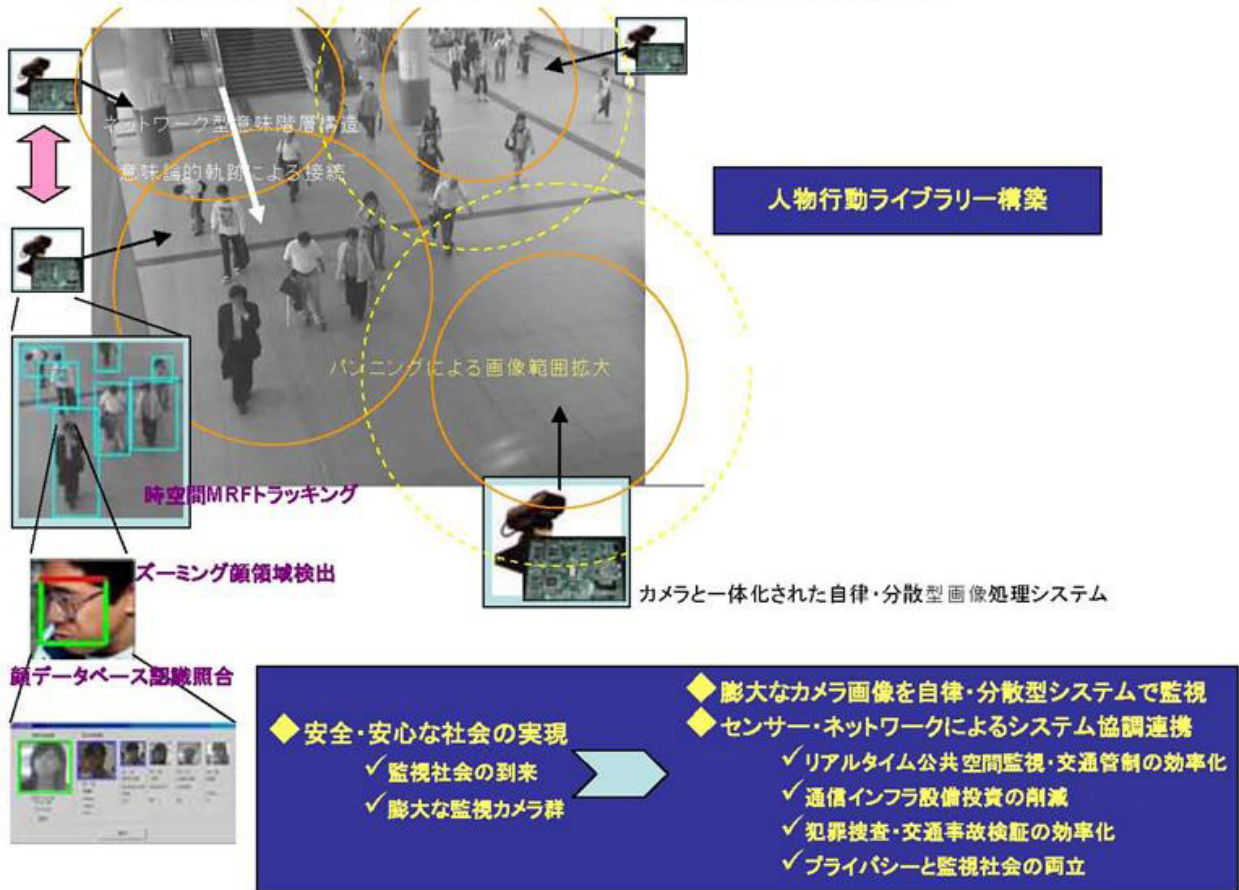 ネットワーク型意味階層構造
意味論的軌跡による接続
人物行動ライブラリー構築
パンニングによる画像範囲拡大
時空間MRFトラッキング
ズーミング顔領域検出
カメラと一体化された自律・分散型画像処理システム
顔データベース認識照合
◆安全・安心な社会の実現
✓監視社会の到来
✓膨大な監視カメラ群
◆膨大なカメラ画像を自律・分散型システムで監視
◆センサー・ネットワークによるシステム協調連携
✓リアルタイム公共空間監視・交通管制の効率化
✓通信インフラ設備投資の削減
✓犯罪捜査・交通事故検証の効率化
✓プライバシーと監視社会の両立